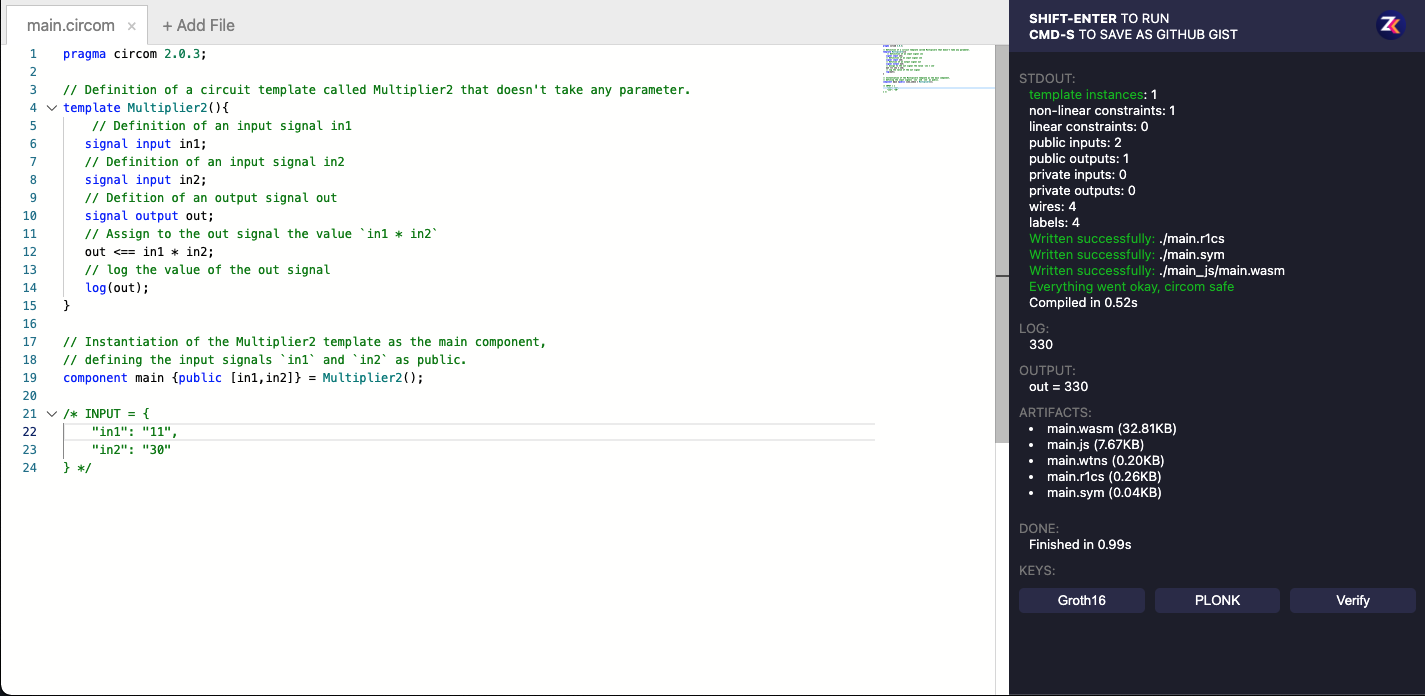 main.circom × + Add File
1 pragma circom 2.0.3;
2
3 // Definition of a circuit template called Multiplier2 that doesn't take any parameter.
4 template Multiplier2(){
5 // Definition of an input signal in1
6 signal input in1;
7 // Definition of an input signal in2
8 signal input in2;
9 // Defition of an output signal out
10 signal output out;
11 // Assign to the out signal the value `in1 * in2`
12 out <== in1 * in2;
13 // log the value of the out signal
14 log(out);
15 }
16
17 // Instantiation of the Multiplier2 template as the main component,
18 // defining the input signals `in1` and `in2` as public.
19 component main {public [in1,in2]} = Multiplier2();
20
21 /* INPUT = {
22 "in1": "11",
23 "in2": "30"
24 } */
SHIFT-ENTER TO RUN
CMD-S TO SAVE AS GITHUB GIST
ZK
STDOUT:
template instances: 1
non-linear constraints: 1
linear constraints: 0
public inputs: 2
public outputs: 1
private inputs: 0
private outputs: 0
wires: 4
labels: 4
Written successfully: ./main.r1cs
Written successfully: ./main.sym
Written successfully: ./main_js/main.wasm
Everything went okay, circom safe
Compiled in 0.52s
LOG:
330
OUTPUT:
out = 330
ARTIFACTS:
• main.wasm (32.81KB)
• main.js (7.67KB)
• main.wtns (0.20KB)
• main.r1cs (0.26KB)
• main.sym (0.04KB)
DONE:
Finished in 0.99s
KEYS:
Groth16 PLONK Verify